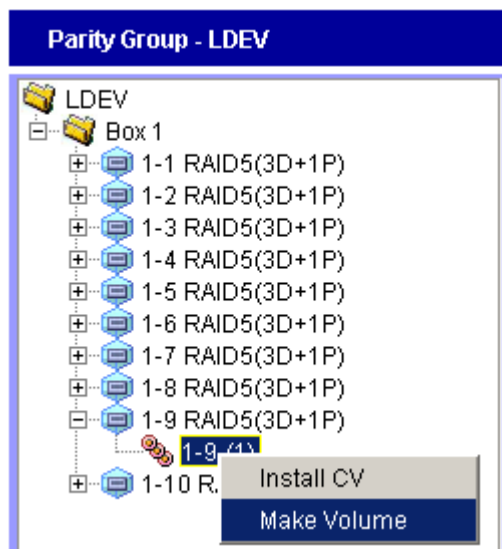 Parity Group - LDEV
LDEV
Box 1
1-1 RAID5(3D+1P)
1-2 RAID5(3D+1P)
1-3 RAID5(3D+1P)
1-4 RAID5(3D+1P)
1-5 RAID5(3D+1P)
1-6 RAID5(3D+1P)
1-7 RAID5(3D+1P)
1-8 RAID5(3D+1P)
1-9 RAID5(3D+1P)
1-9 (1)
Install CV
1-10 R
Make Volume